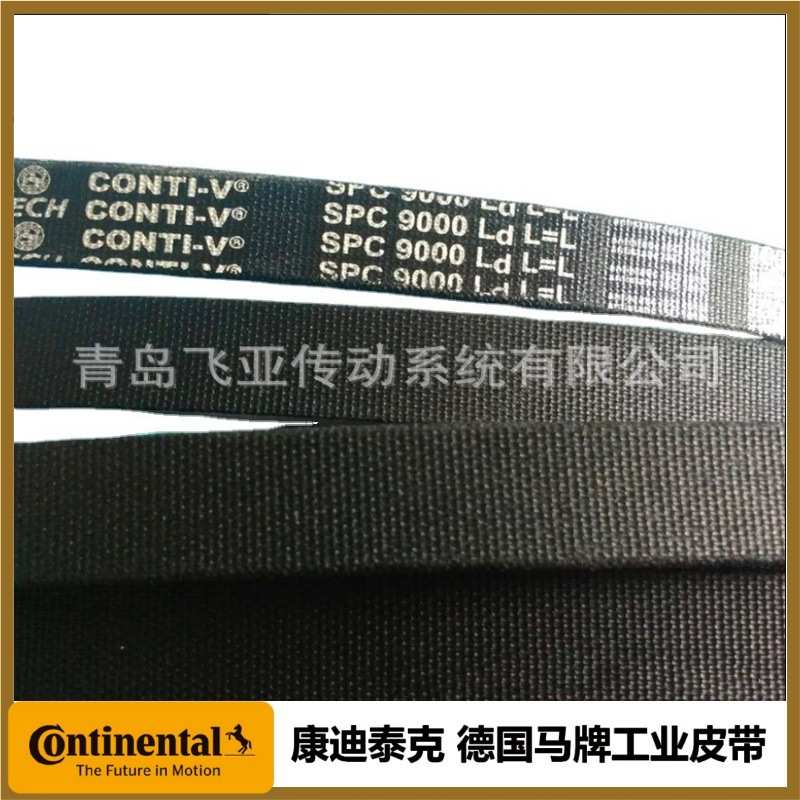 CONTI-V® SPC 9000 Ld L=L
TECH CONTI-V® SPC 9000 Ld L=L
CONTI-V® SPC 9000 Ld L=L
CONTI-V® SPC 9000 Ld L=L
青岛飞亚传动系统有限公司
Continental
The Future in Motion
康迪泰克 德国马牌工业皮带